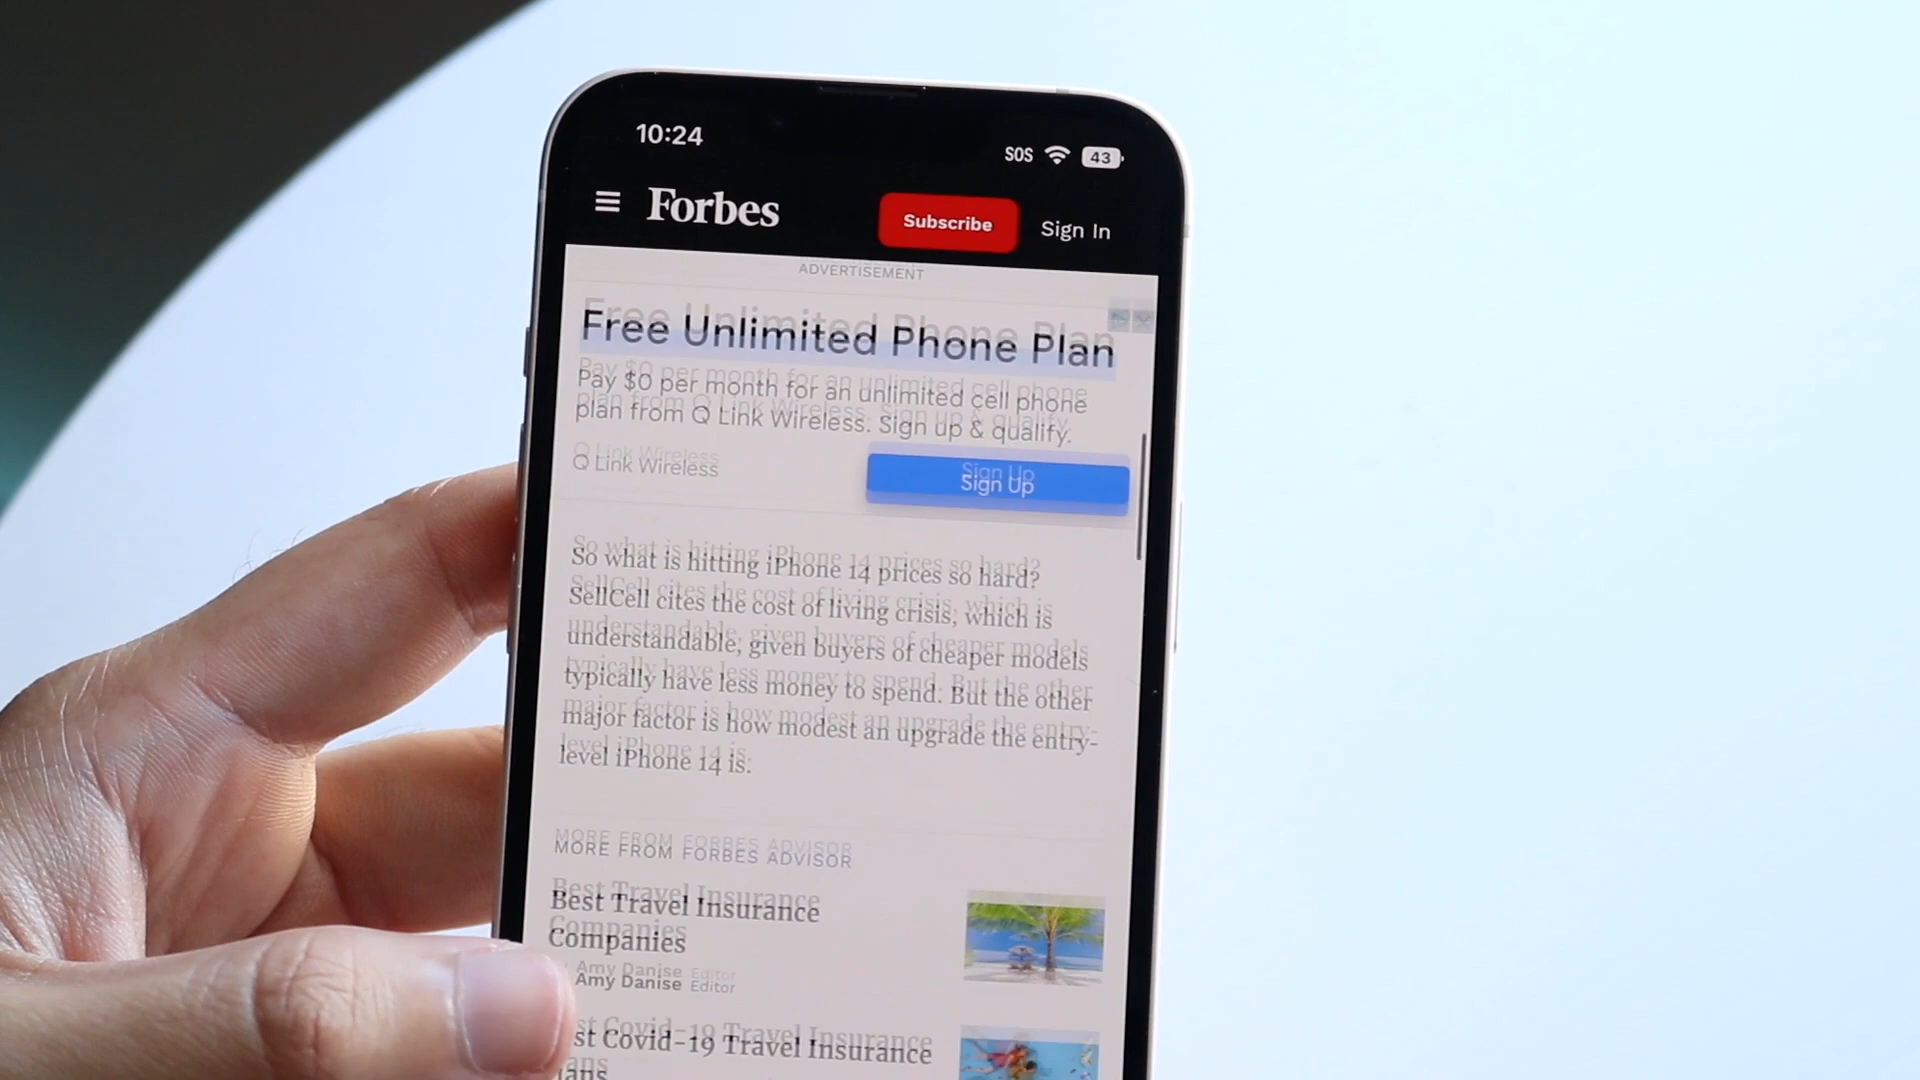 10:24
SOS
43
Forbes
Subscribe
Sign In
ADVERTISEMENT
Free Unlimited Phone Plan
Pay $0 per month for an unlimited cell phone
plan from Q Link Wireless. Sign up & qualify.
Q Link Wireless
Sign Up
So what is hitting iPhone 14 prices so hard?
SellCell cites the cost of living crisis, which is
understandable, given buyers of cheaper models
typically have less money to spend. But the other
major factor is how modest an upgrade the entry-
level iPhone 14 is.
MORE FROM FORBES ADVISOR
Best Travel Insurance
Companies
Amy Danise Editor
st Covid-19 Travel Insurance
lans